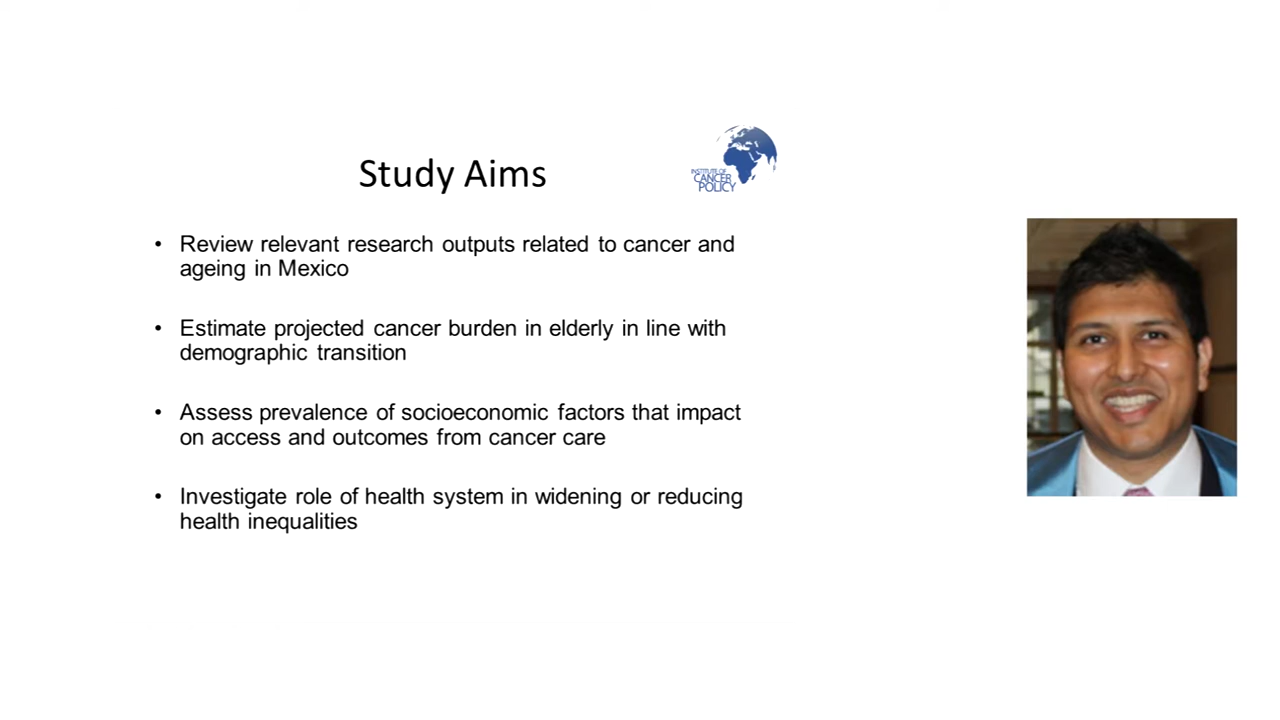 Study Aims
INSTITUTE OF
CANCER
POLICY
• Review relevant research outputs related to cancer and
ageing in Mexico
• Estimate projected cancer burden in elderly in line with
demographic transition
• Assess prevalence of socioeconomic factors that impact
on access and outcomes from cancer care
• Investigate role of health system in widening or reducing
health inequalities